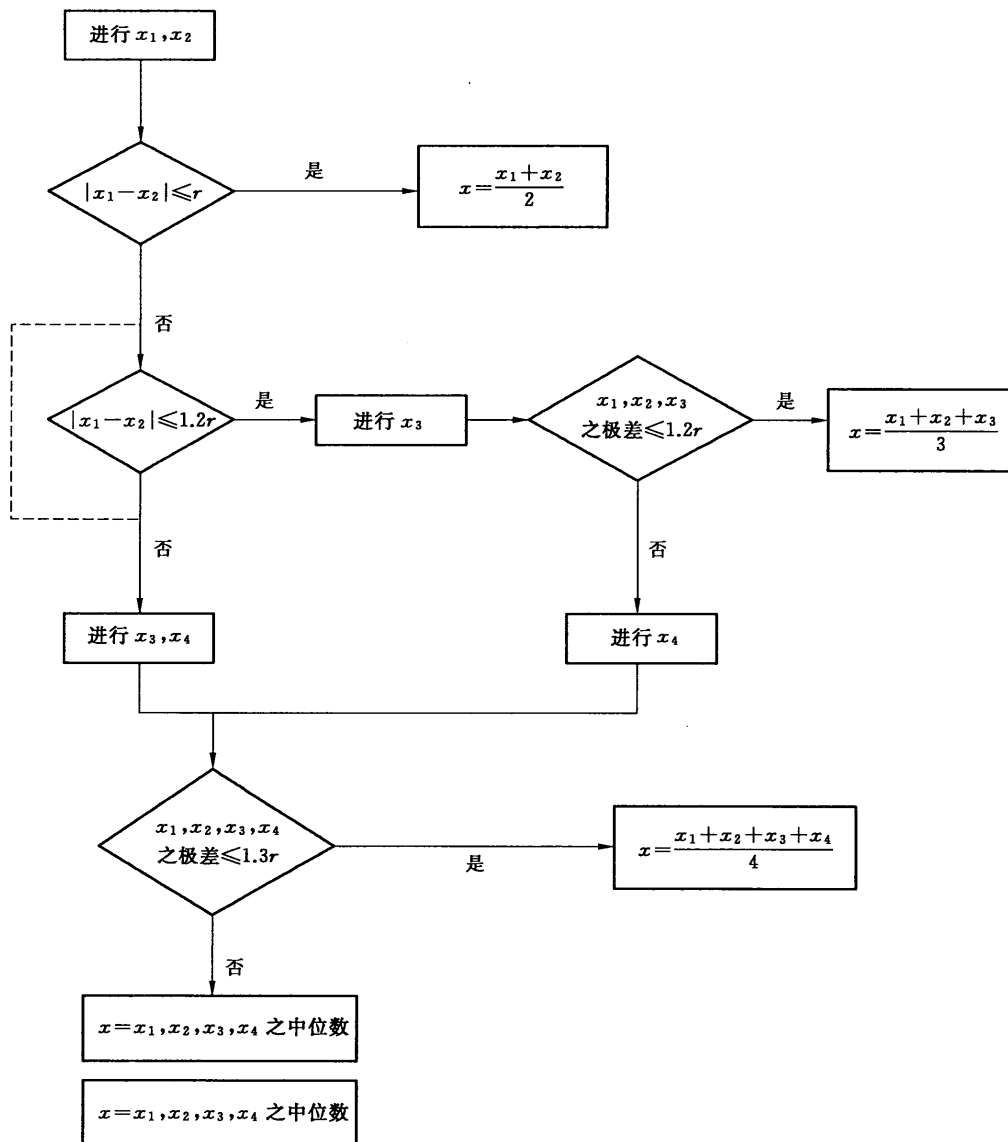 进行 x₁,x₂
|x₁−x₂|≤r
是
x=(x₁+x₂)/2
否
|x₁−x₂|≤1.2r
是
进行 x₃
x₁,x₂,x₃
之极差≤1.2r
是
x=(x₁+x₂+x₃)/3
否
否
进行 x₃,x₄
进行 x₄
x₁,x₂,x₃,x₄
之极差≤1.3r
是
x=(x₁+x₂+x₃+x₄)/4
否
x=x₁,x₂,x₃,x₄ 之中位数
x=x₁,x₂,x₃,x₄ 之中位数